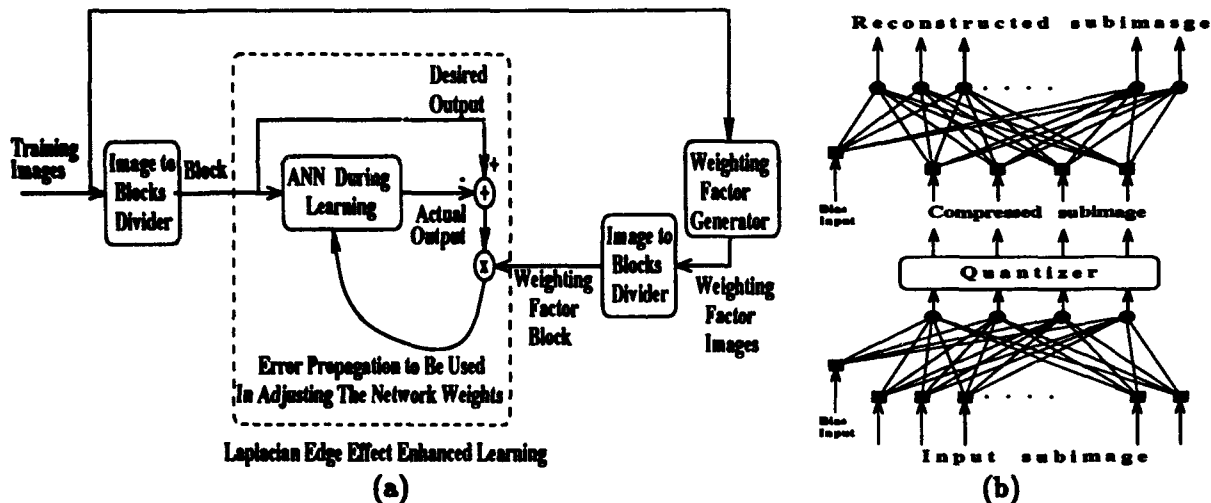 Desired
Output
Training
Images
Image to
Blocks
Divider
Block
ANN During
Learning
+
-
+
Actual
Output
x
Weighting
Factor
Generator
Image to
Blocks
Divider
Weighting
Factor
Block
Weighting
Factor
Images
Error Propagation to Be Used
In Adjusting The Network Weights
Laplacian Edge Effect Enhanced Learning
(a)
Reconstructed subimasge
. . . .
Bias
Input
Compressed subimage
Quantizer
. . . .
Bias
Input
Input subimage
(b)